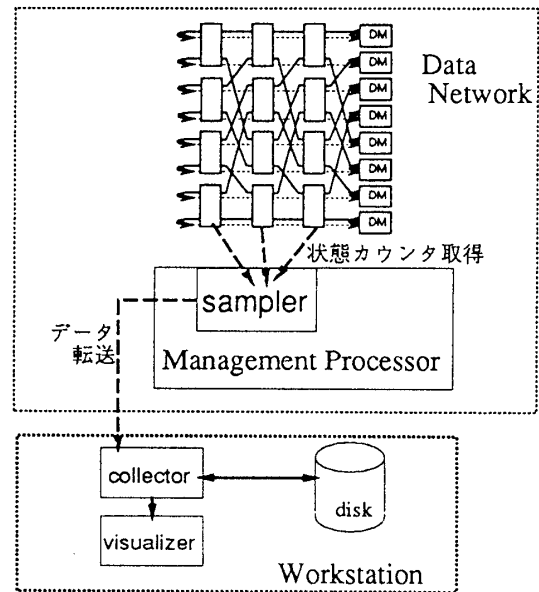 DM
DM
Data
DM
Network
DM
DM
DM
DM
DM
状態カウンタ取得
sampler
データ
転送
Management Processor
collector
disk
visualizer
Workstation